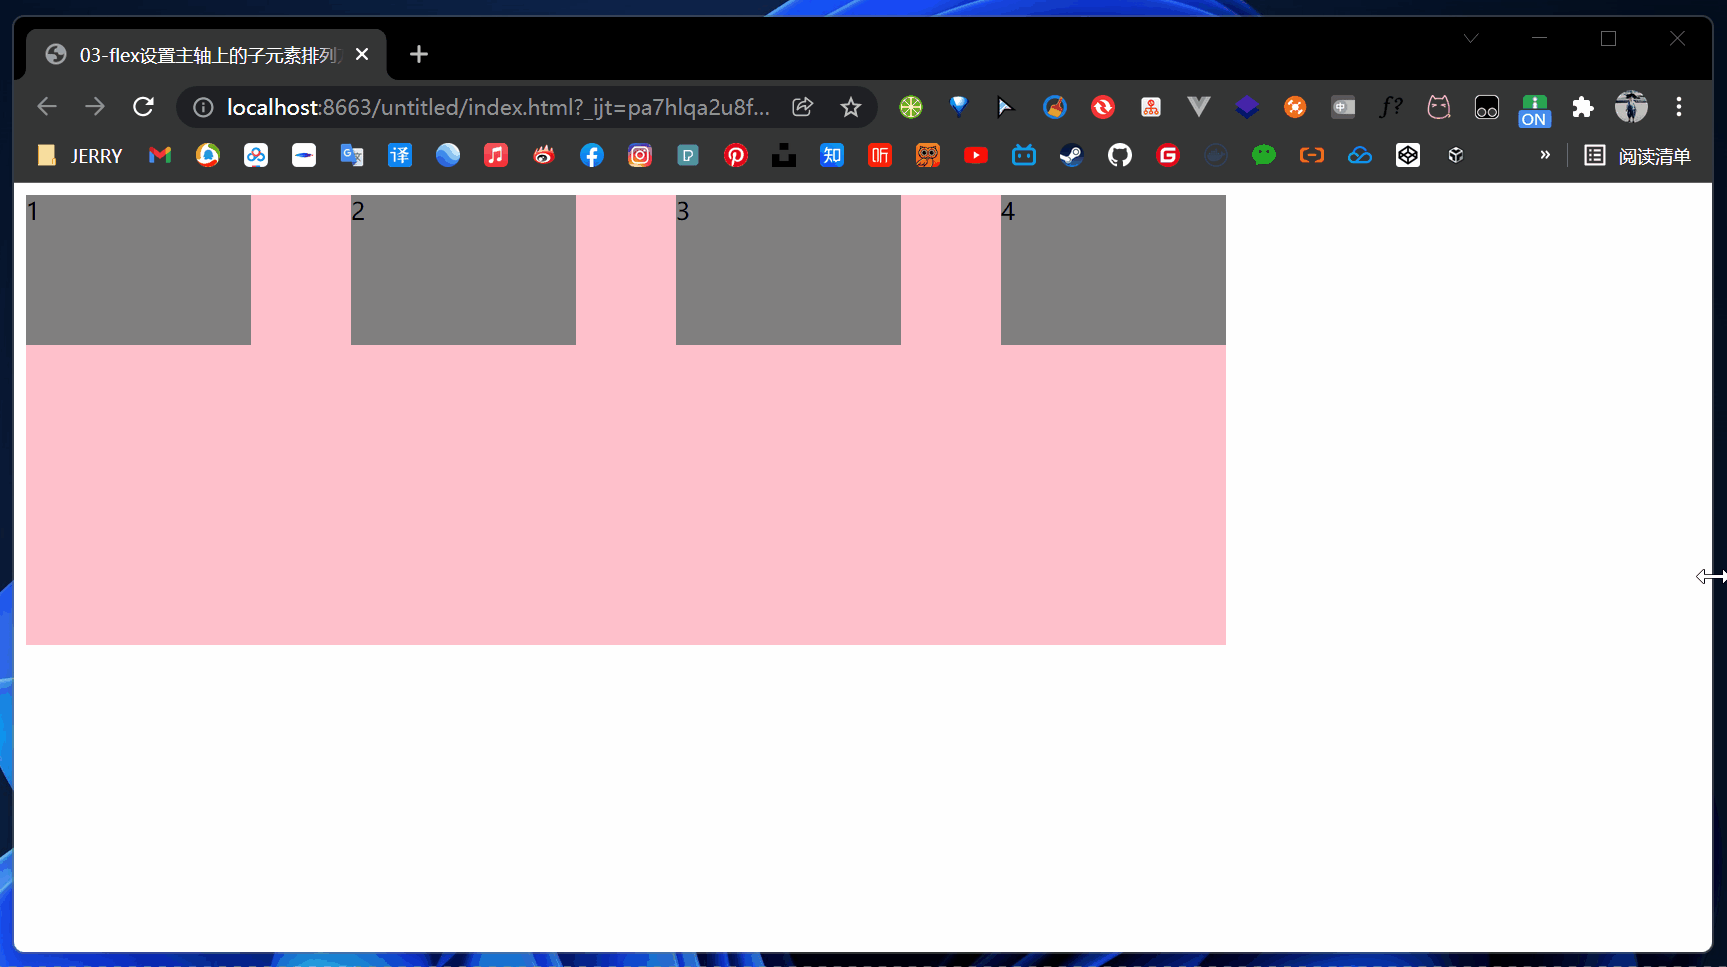 03-flex设置主轴上的子元素排列
localhost:8663/untitled/index.html?_ijt=pa7hlqa2u8f...
中
ƒ?
ON
JERRY
译
P
知
听
G
»
阅读清单
1
2
3
4